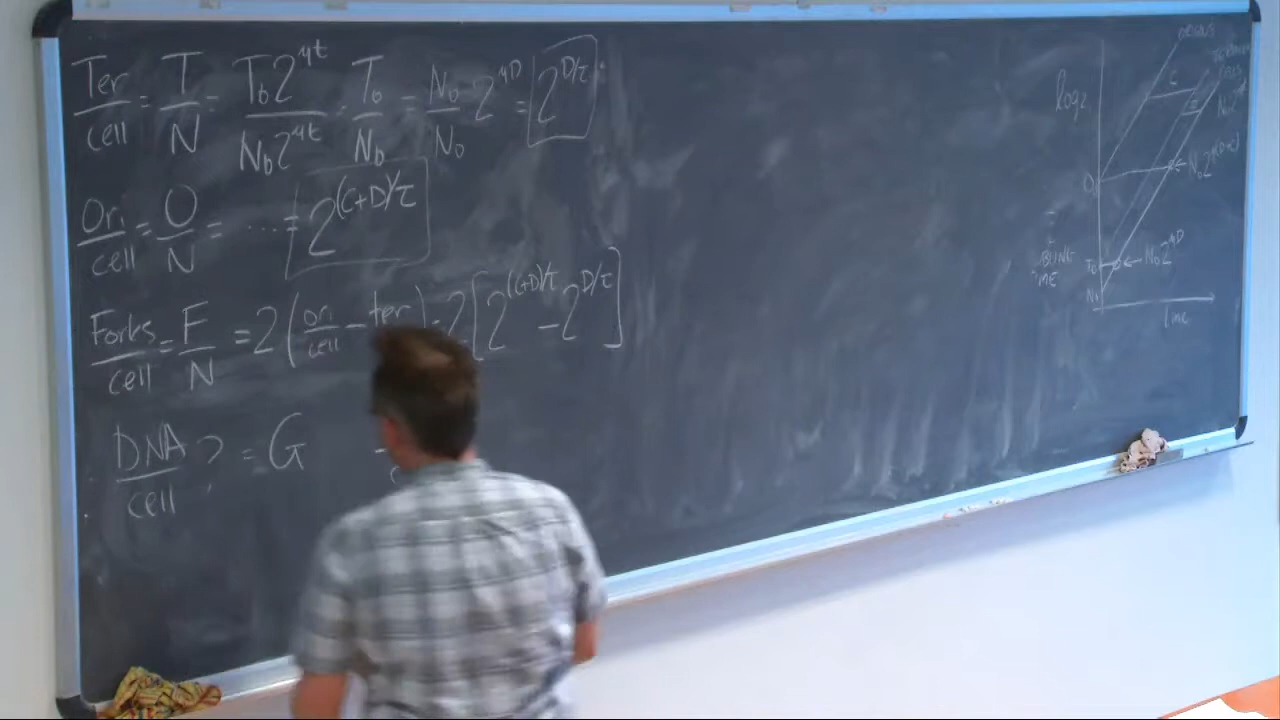 Ter/cell = T/N = T₀2^μt/N₀2^μt = T₀/N₀ = N₀/N₀ 2^μD = 2^D/τ
Ori/cell = O/N = ... = 2^(C+D)/τ
Forks/cell = F/N = 2(ori/cell - ter) = 2[2^(C+D)/τ - 2^D/τ]
DNA/cell ? = G
log₂
C
N₀2^μD
T₀
N₀
time